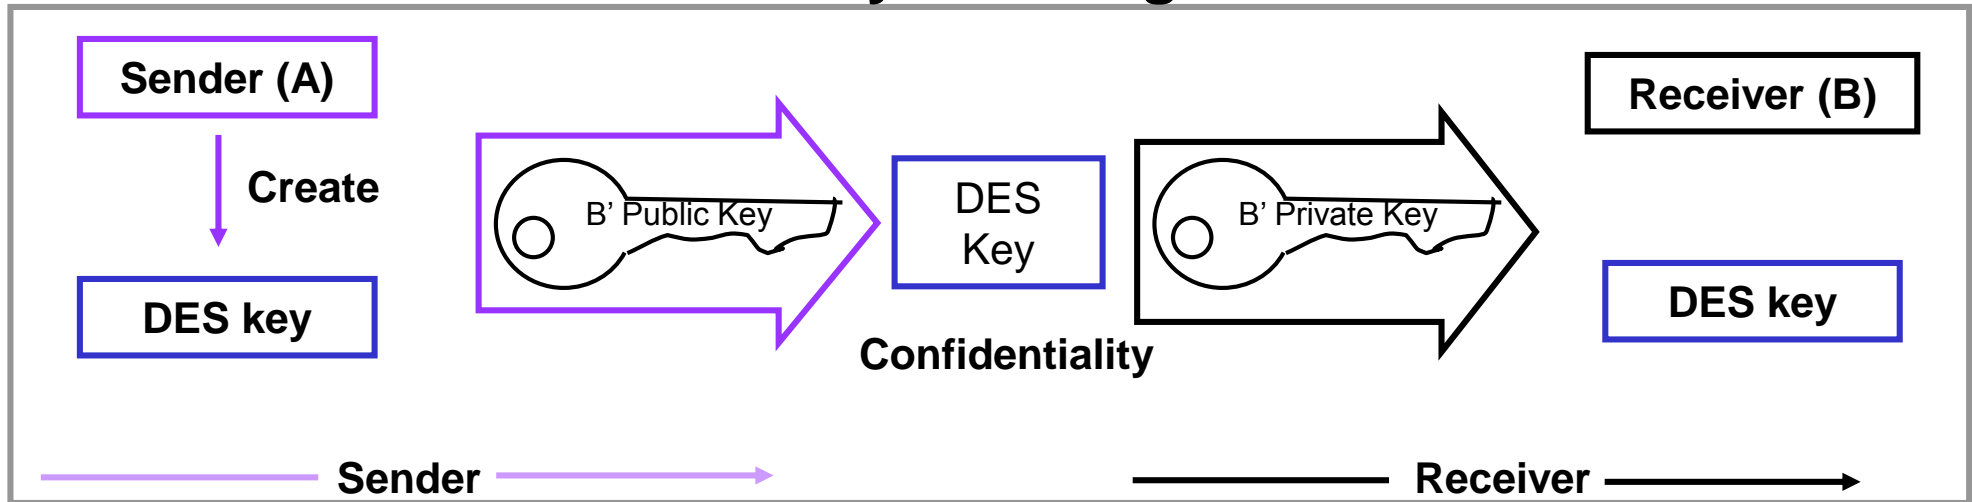 Sender (A)
Create
DES key
B' Public Key
DES
Key
Confidentiality
B' Private Key
Receiver (B)
DES key
Sender
Receiver